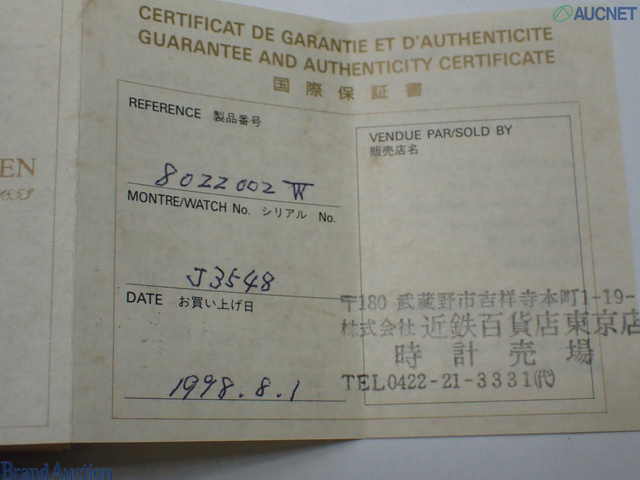 AUCNET
CERTIFICAT DE GARANTIE ET D'AUTHENTICITE
GUARANTEE AND AUTHENTICITY CERTIFICATE
国際保証書
REFERENCE 製品番号
8022002 W
MONTRE/WATCH No. シリアル No.
J3548
DATE お買い上げ日
1998.8.1
VENDUE PAR/SOLD BY
販売店名
〒180 武蔵野市吉祥寺本町1-19-
株式会社 近鉄百貨店東京店
時計売場
TEL0422-21-3331(代)
EN
Brand Auction